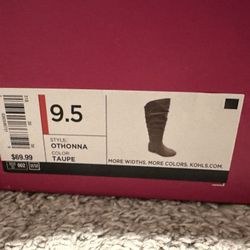 9.5
STYLE:
OTHONNA
COLOR:
TAUPE
$69.99
MORE WIDTHS. MORE COLORS. KOHLS.COM